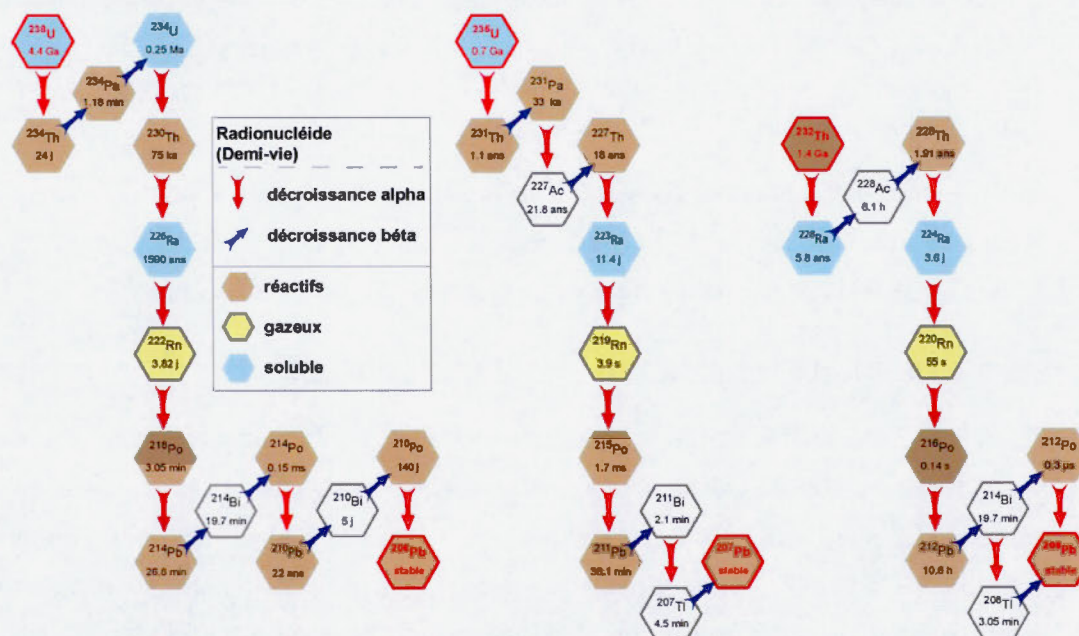 238U
4.4 Ga
234Pa
1.18 min
234U
0.25 Ma
234Th
24 j
230Th
75 ka
226Ra
1590 ans
222Rn
3.82 j
218Po
3.05 min
214Pb
26.8 min
214Bi
19.7 min
214Po
0.15 ms
210Pb
22 ans
210Bi
5 j
210Po
140 j
206Pb
stable
Radionucléide
(Demi-vie)
décroissance alpha
décroissance béta
réactifs
gazeux
soluble
235U
0.7 Ga
231Th
1.1 ans
231Pa
33 ka
227Ac
21.8 ans
227Th
18 ans
223Ra
11.4 j
219Rn
3.9 s
215Po
1.7 ms
211Pb
36.1 min
211Bi
2.1 min
207Tl
4.5 min
207Pb
stable
232Th
1.4 Ga
228Ra
5.8 ans
228Ac
6.1 h
228Th
1.91 ans
224Ra
3.6 j
220Rn
55 s
216Po
0.14 s
212Pb
10.6 h
214Bi
19.7 min
212Po
0.3 µs
208Tl
3.05 min
208Pb
stable